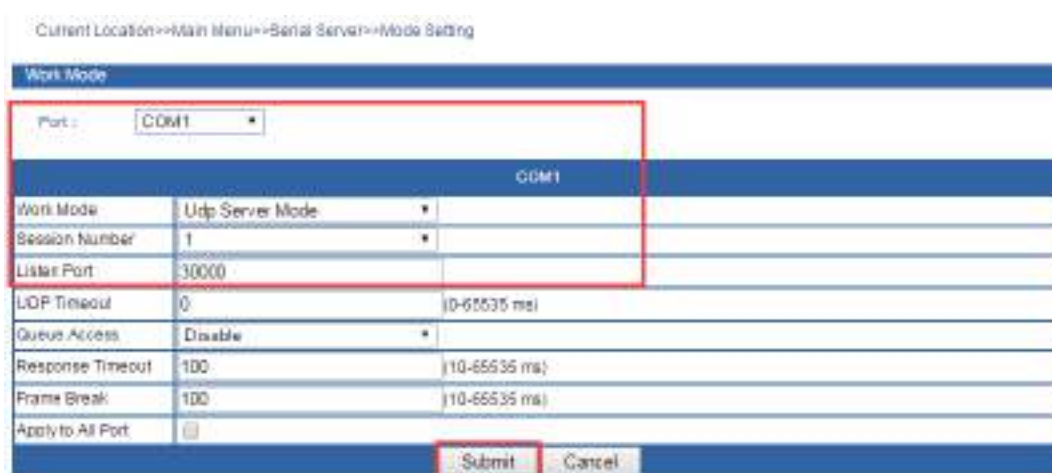 Current Location>>Main Menu>>Serial Server>>Mode Setting
Work Mode
Port : COM1
COM1
Work Mode Udp Server Mode
Session Number 1
Listen Port 30000
UDP Timeout 0 (0-65535 ms)
Queue Access Disable
Response Timeout 100 (10-65535 ms)
Frame Break 100 (10-65535 ms)
Apply to All Port
Submit Cancel